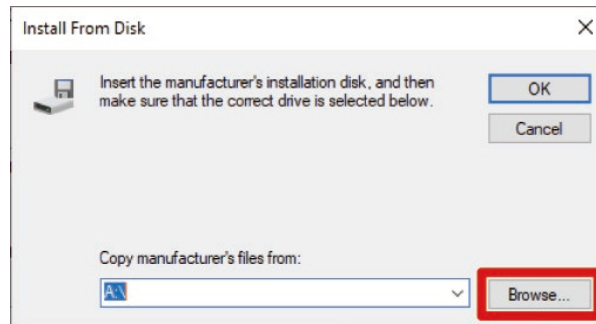 Install From Disk
Insert the manufacturer's installation disk, and then
make sure that the correct drive is selected below.
OK
Cancel
Copy manufacturer's files from:
A:\
Browse...